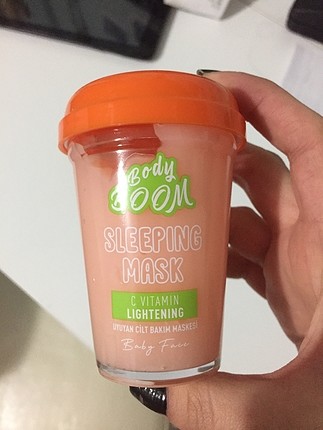 Body
BOOM
SLEEPING
MASK
C VITAMIN
LIGHTENING
UYUTAN CİLT BAKIM MASKESİ
Baby Face